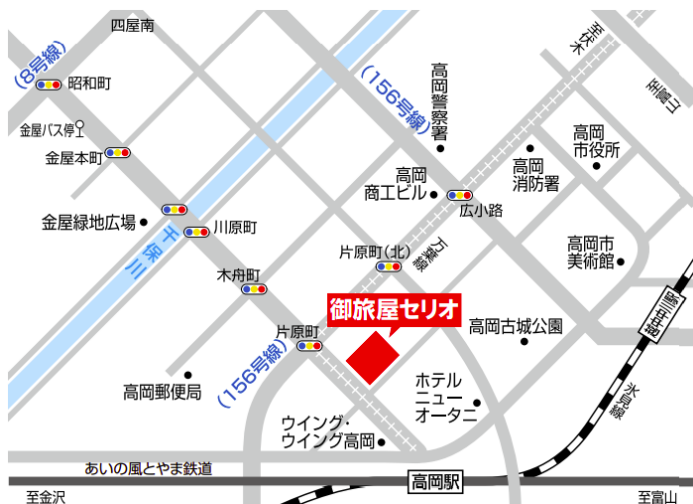 四屋南
(8号線)
昭和町
金屋バス停
金屋本町
(156号線)
高岡警察署
至伏木
至富山
高岡
市役所
高岡
消防署
高岡
商工ビル
広小路
金屋緑地広場
川原町
千保川
片原町(北)
万葉線
高岡市
美術館
木舟町
御旅屋セリオ
片原町
高岡古城公園
(156号線)
高岡郵便局
ホテル
ニュー
オータニ
氷見線
ウイング・
ウイング高岡
あいの風とやま鉄道
高岡駅
至金沢
至富山